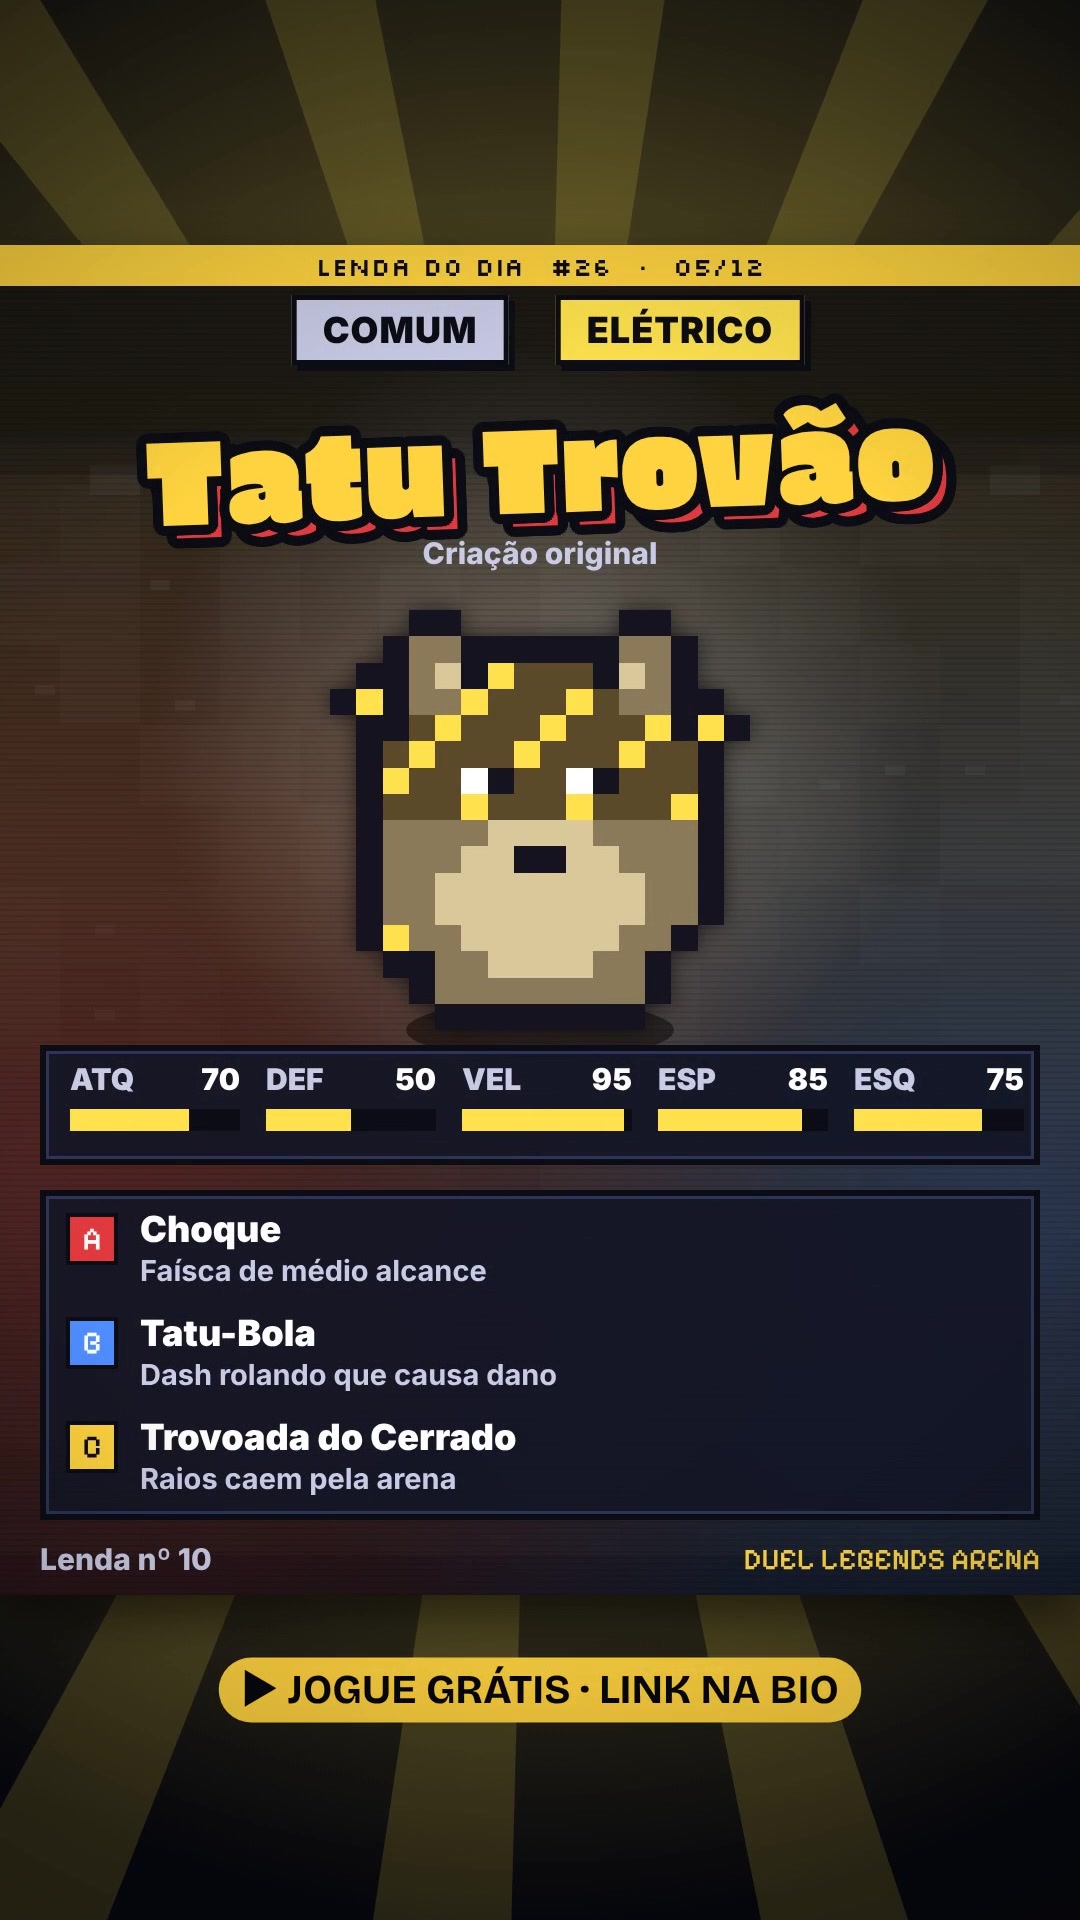 LENDA DO DIA #26 · 05/12
COMUM ELÉTRICO
Tatu Trovão
Criação original
ATQ 70 DEF 50 VEL 95 ESP 85 ESQ 75
A Choque
Faísca de médio alcance
B Tatu-Bola
Dash rolando que causa dano
C Trovoada do Cerrado
Raios caem pela arena
Lenda nº 10 DUEL LEGENDS ARENA
▶ JOGUE GRÁTIS · LINK NA BIO